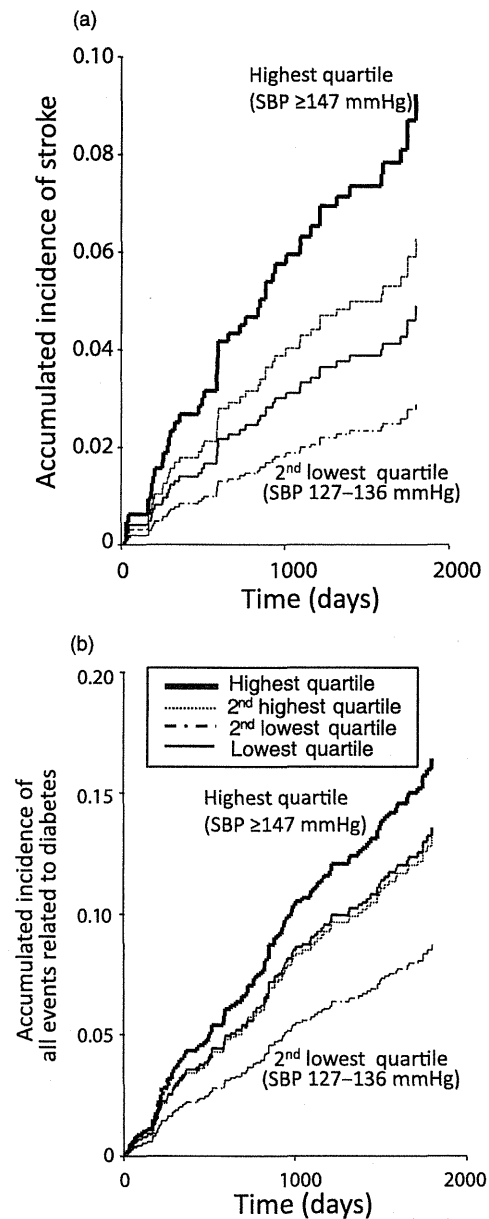 (a)
0.10
Highest quartile
(SBP ≥147 mmHg)
0.08
0.06
0.04
0.02
0
Accumulated incidence of stroke
2nd lowest quartile
(SBP 127–136 mmHg)
0
1000
2000
Time (days)
(b)
0.20
Highest quartile
2nd highest quartile
2nd lowest quartile
Lowest quartile
0.15
Highest quartile
(SBP ≥147 mmHg)
0.10
0.05
0
Accumulated incidence of
all events related to diabetes
2nd lowest quartile
(SBP 127–136 mmHg)
0
1000
2000
Time (days)